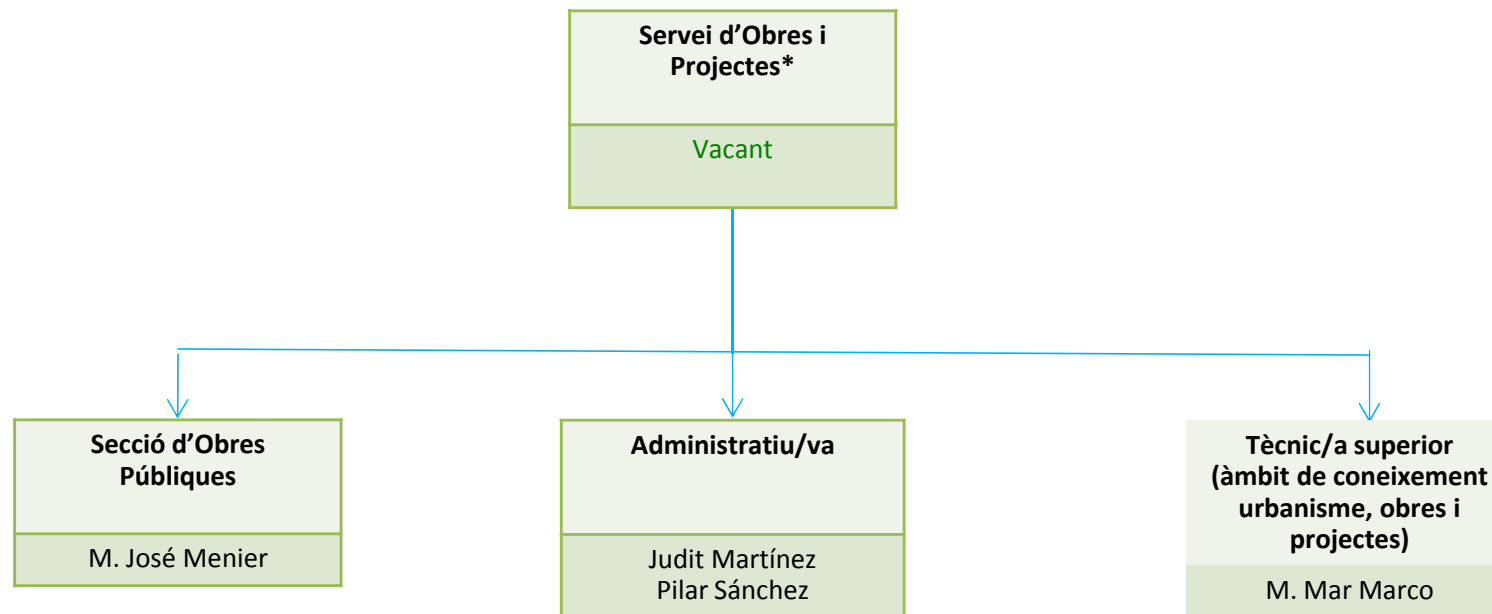 Servei d’Obres i
Projectes*
Vacant
Secció d’Obres
Públiques
M. José Menier
Administratiu/va
Judit Martínez
Pilar Sánchez
Tècnic/a superior
(àmbit de coneixement
urbanisme, obres i
projectes)
M. Mar Marco